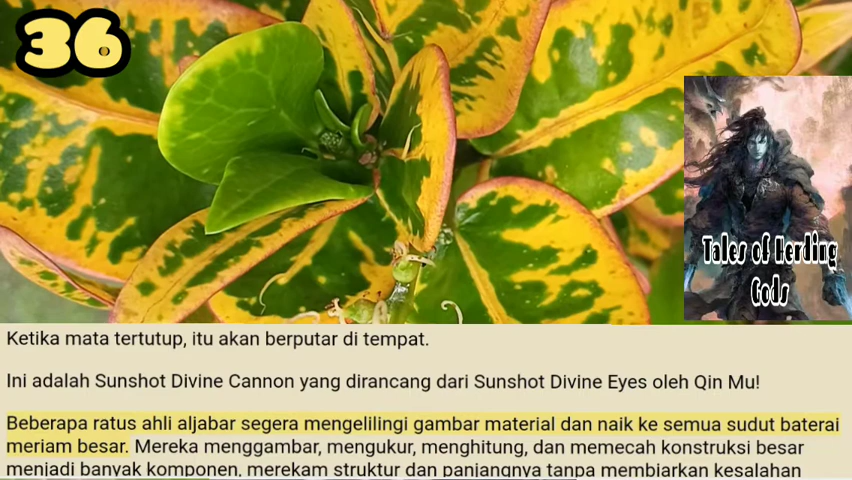 36
Tales of Herding
Gods
Ketika mata tertutup, itu akan berputar di tempat.
Ini adalah Sunshot Divine Cannon yang dirancang dari Sunshot Divine Eyes oleh Qin Mu!
Beberapa ratus ahli aljabar segera mengelilingi gambar material dan naik ke semua sudut baterai
meriam besar. Mereka menggambar, mengukur, menghitung, dan memecah konstruksi besar
menjadi banyak komponen, merekam struktur dan panjangnya tanpa membiarkan kesalahan